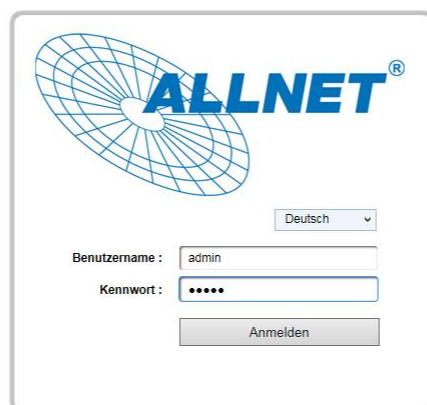 ALLNET®
Deutsch
Benutzername : admin
Kennwort : •••••
Anmelden